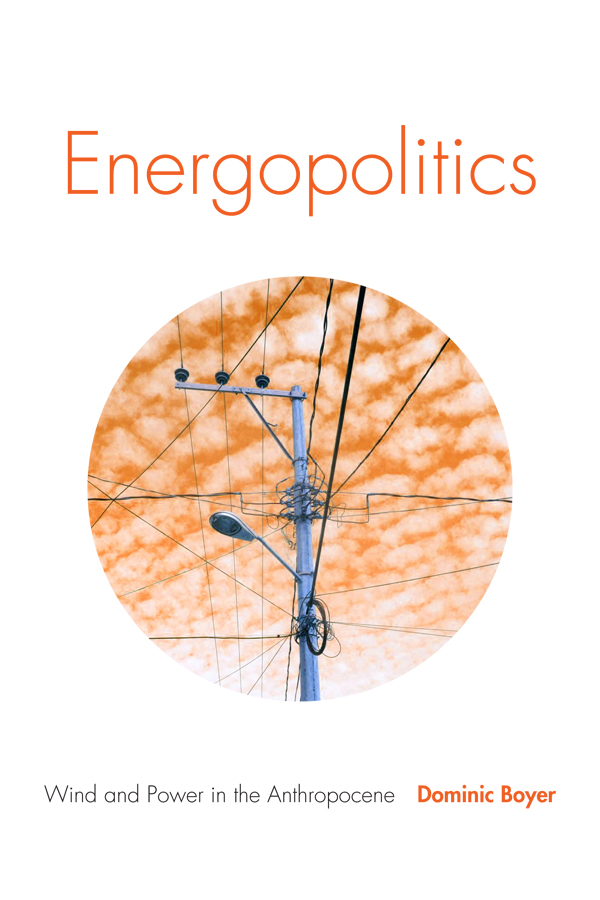 Energopolitics
Wind and Power in the Anthropocene Dominic Boyer